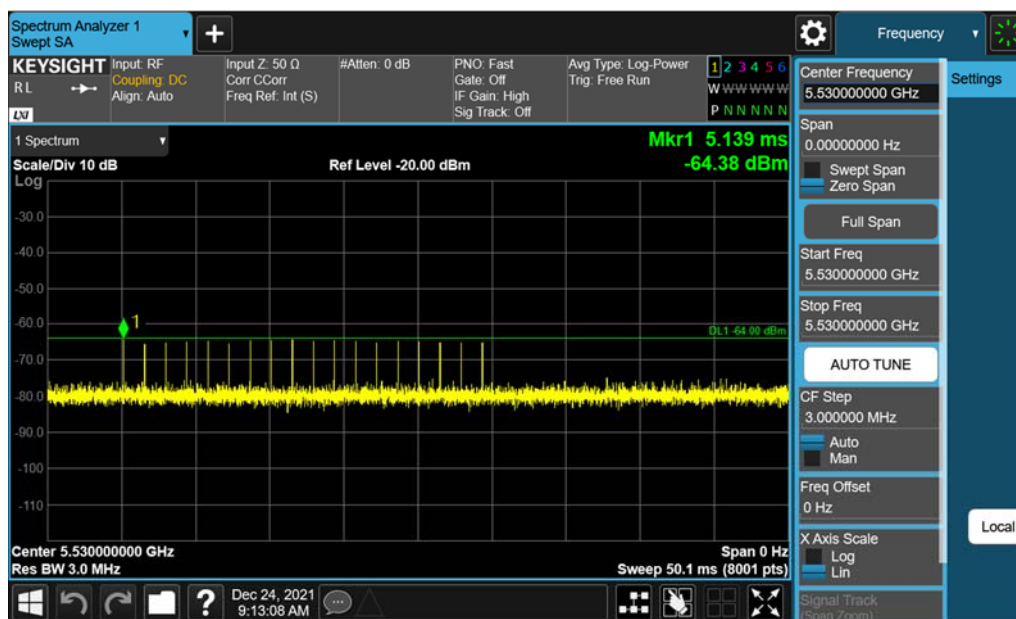 Spectrum Analyzer 1
Swept SA
+
Frequency
KEYSIGHT
R L
LXI
Input: RF
Coupling: DC
Align: Auto
Input Z: 50 Ω
Corr CCorr
Freq Ref: Int (S)
#Atten: 0 dB
PNO: Fast
Gate: Off
IF Gain: High
Sig Track: Off
Avg Type: Log-Power
Trig: Free Run
1 2 3 4 5 6
W W W W W W
P N N N N N
1 Spectrum
Scale/Div 10 dB
Ref Level -20.00 dBm
Mkr1 5.139 ms
-64.38 dBm
Log
-30.0
-40.0
-50.0
-60.0
-70.0
-80.0
-90.0
-100
-110
1
DL1 -64.00 dBm
Center 5.530000000 GHz
Res BW 3.0 MHz
Span 0 Hz
Sweep 50.1 ms (8001 pts)
Center Frequency
5.530000000 GHz
Settings
Span
0.00000000 Hz
Swept Span
Zero Span
Full Span
Start Freq
5.530000000 GHz
Stop Freq
5.530000000 GHz
AUTO TUNE
CF Step
3.000000 MHz
Auto
Man
Freq Offset
0 Hz
X Axis Scale
Log
Lin
Signal Track
(Span Zoom)
Local
?
Dec 24, 2021
9:13:08 AM